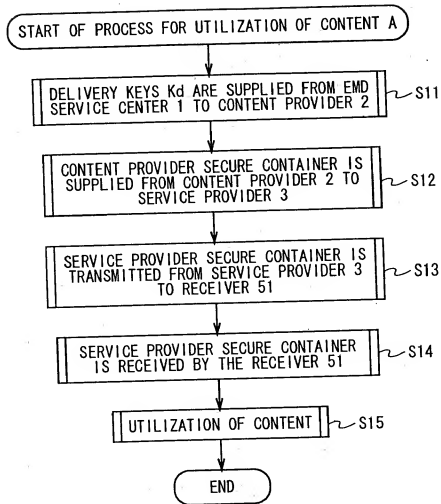 START OF PROCESS FOR UTILIZATION OF CONTENT A
DELIVERY KEYS Kd ARE SUPPLIED FROM EMD
SERVICE CENTER 1 TO CONTENT PROVIDER 2
S11
CONTENT PROVIDER SECURE CONTAINER IS
SUPPLIED FROM CONTENT PROVIDER 2 TO
SERVICE PROVIDER 3
S12
SERVICE PROVIDER SECURE CONTAINER IS
TRANSMITTED FROM SERVICE PROVIDER 3
TO RECEIVER 51
S13
SERVICE PROVIDER SECURE CONTAINER
IS RECEIVED BY THE RECEIVER 51
S14
UTILIZATION OF CONTENT
S15
END